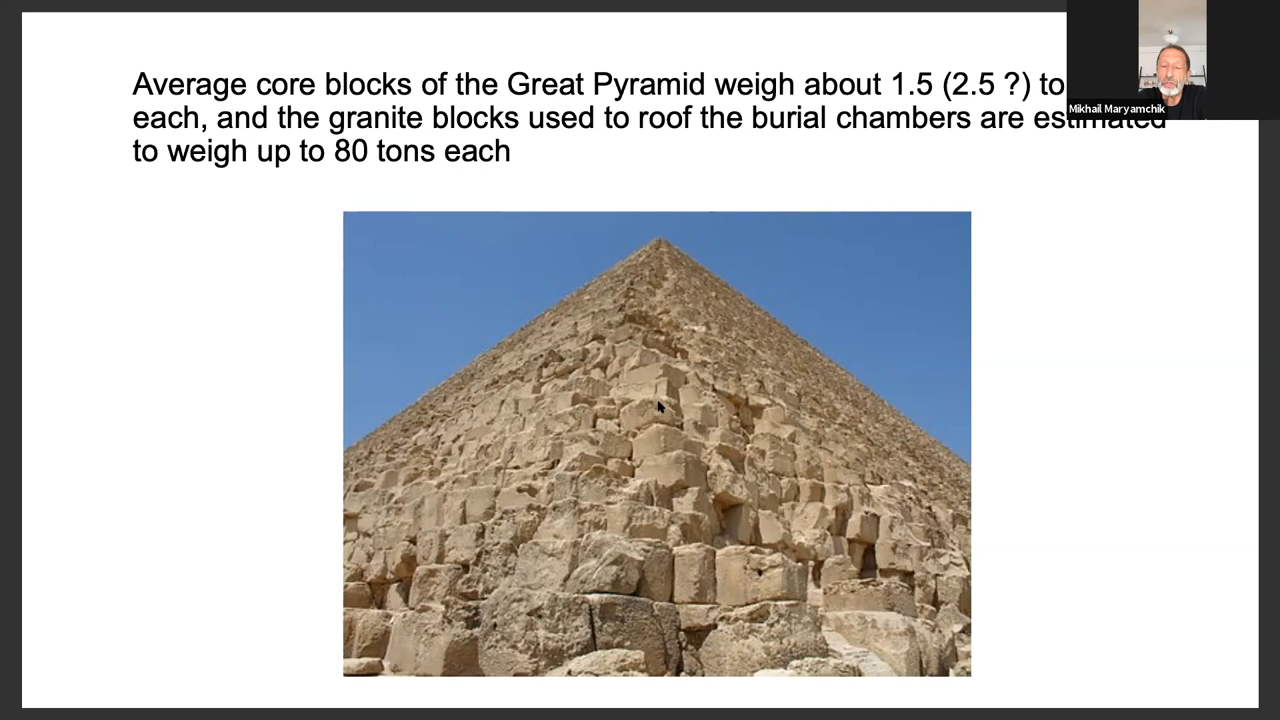 Average core blocks of the Great Pyramid weigh about 1.5 (2.5 ?) to
each, and the granite blocks used to roof the burial chambers are estimated
to weigh up to 80 tons each
Mikhail Maryamchik